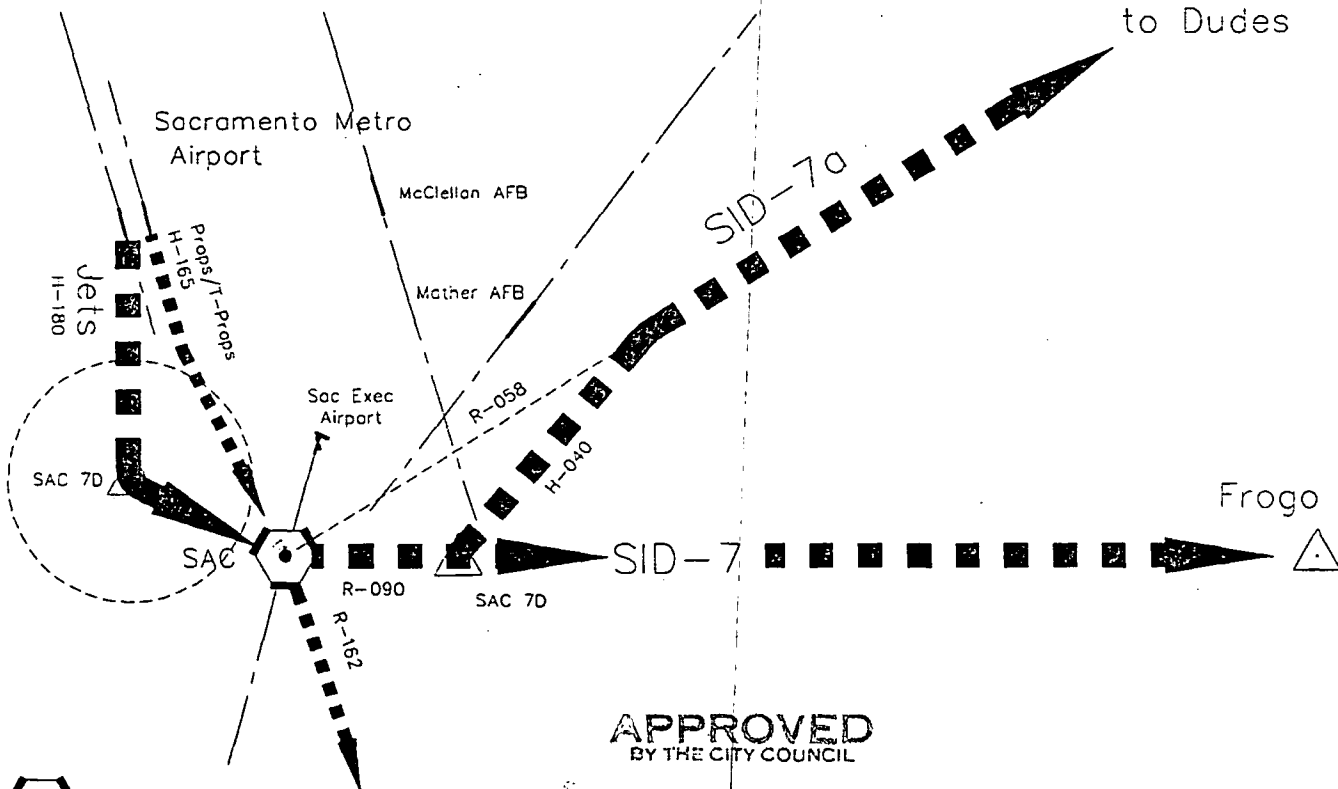 to Dudes
Sacramento Metro
Airport
McClellan AFB
SID-7a
Props/T-Props
H-165
Jets
H-180
Mather AFB
Sac Exec
Airport
R-058
H-040
SAC 7D
Frogo
SAC
SID-7
R-090
SAC 7D
R-162
APPROVED
BY THE CITY COUNCIL